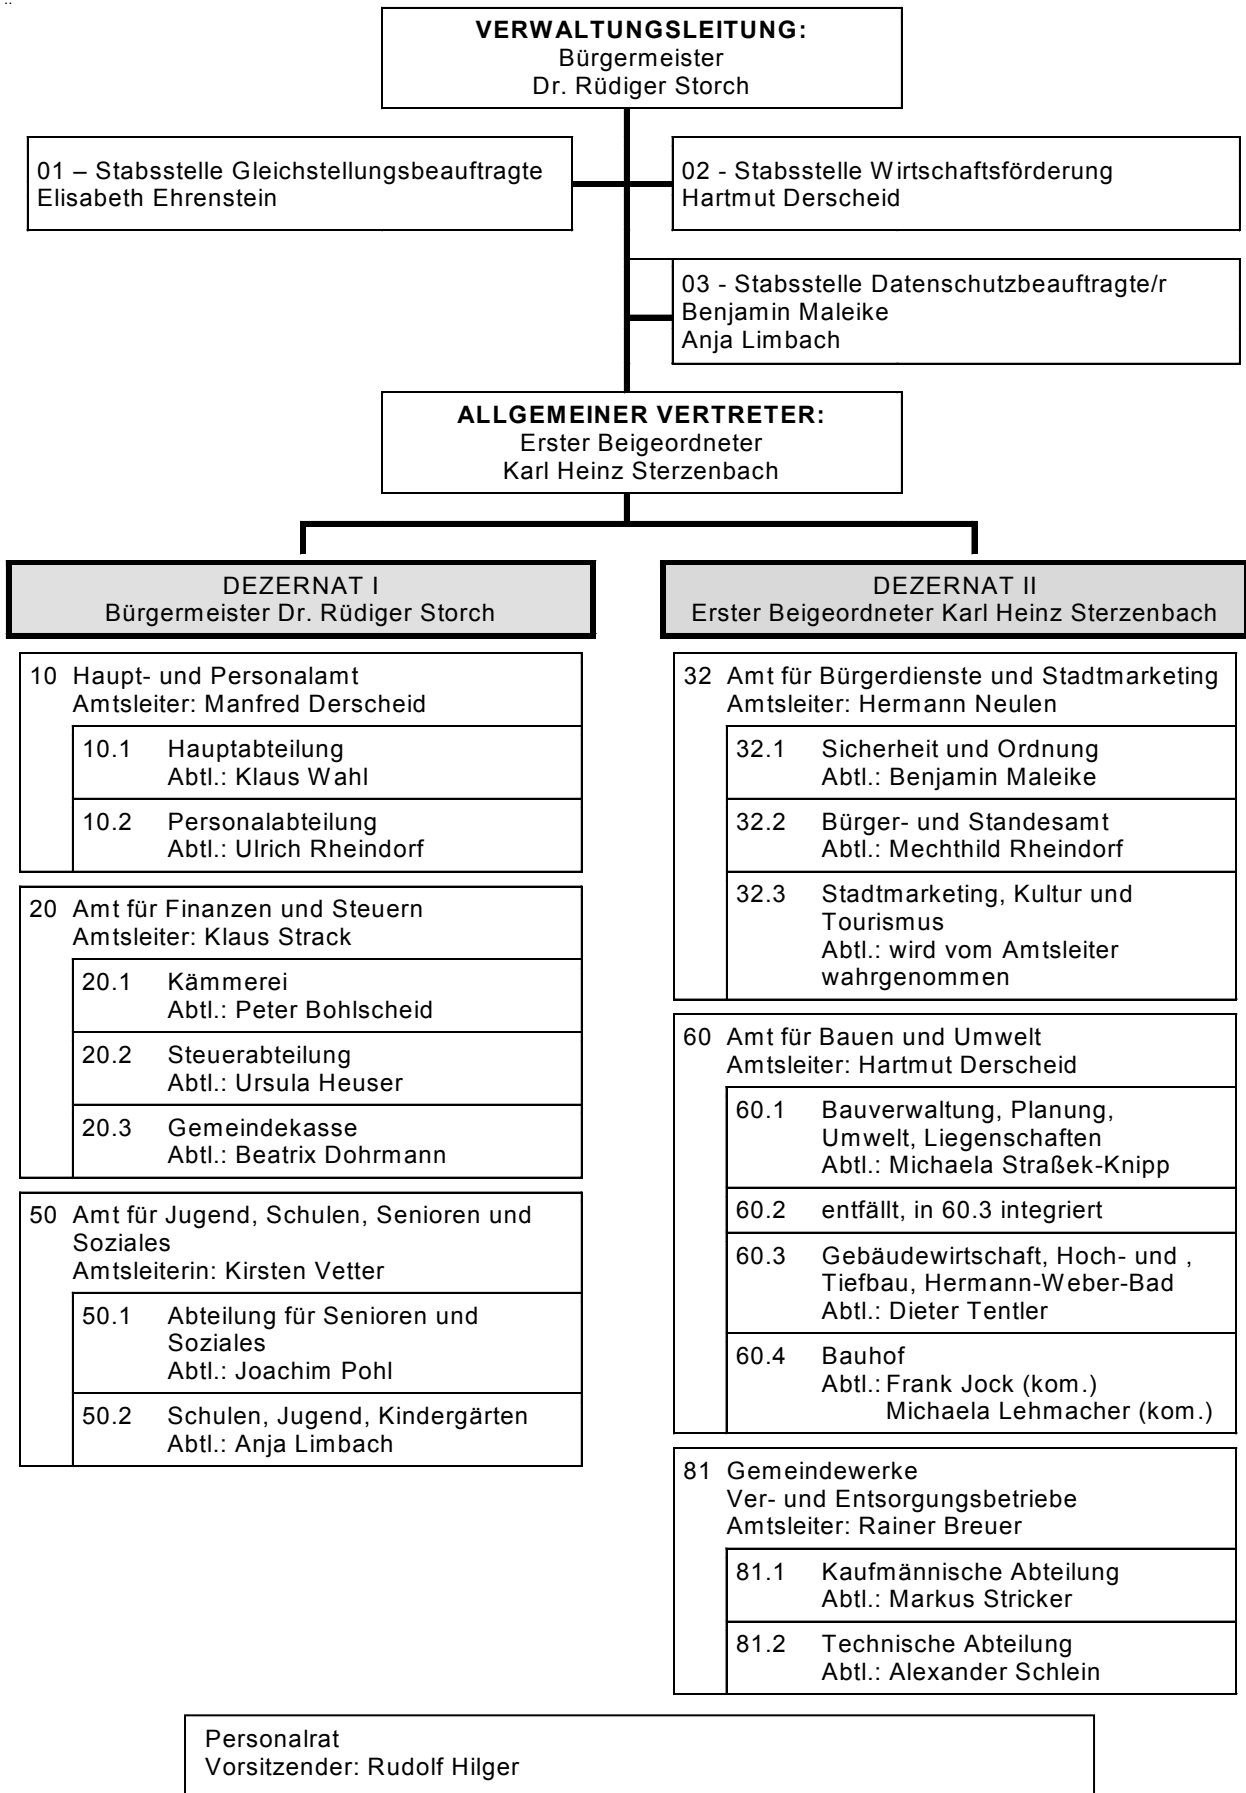 VERWALTUNGSLEITUNG:
Bürgermeister
Dr. Rüdiger Storch
01 – Stabsstelle Gleichstellungsbeauftragte
Elisabeth Ehrenstein
02 - Stabsstelle Wirtschaftsförderung
Hartmut Derscheid
03 - Stabsstelle Datenschutzbeauftragte/r
Benjamin Maleike
Anja Limbach
ALLGEMEINER VERTRETER:
Erster Beigeordneter
Karl Heinz Sterzenbach
DEZERNAT I
Bürgermeister Dr. Rüdiger Storch
10 Haupt- und Personalamt
Amtsleiter: Manfred Derscheid
10.1 Hauptabteilung
Abtl.: Klaus Wahl
10.2 Personalabteilung
Abtl.: Ulrich Rheindorf
20 Amt für Finanzen und Steuern
Amtsleiter: Klaus Strack
20.1 Kämmerei
Abtl.: Peter Bohlscheid
20.2 Steuerabteilung
Abtl.: Ursula Heuser
20.3 Gemeindekasse
Abtl.: Beatrix Dohrmann
50 Amt für Jugend, Schulen, Senioren und
Soziales
Amtsleiterin: Kirsten Vetter
50.1 Abteilung für Senioren und
Soziales
Abtl.: Joachim Pohl
50.2 Schulen, Jugend, Kindergärten
Abtl.: Anja Limbach
DEZERNAT II
Erster Beigeordneter Karl Heinz Sterzenbach
32 Amt für Bürgerdienste und Stadtmarketing
Amtsleiter: Hermann Neulen
32.1 Sicherheit und Ordnung
Abtl.: Benjamin Maleike
32.2 Bürger- und Standesamt
Abtl.: Mechthild Rheindorf
32.3 Stadtmarketing, Kultur und
Tourismus
Abtl.: wird vom Amtsleiter
wahrgenommen
60 Amt für Bauen und Umwelt
Amtsleiter: Hartmut Derscheid
60.1 Bauverwaltung, Planung,
Umwelt, Liegenschaften
Abtl.: Michaela Straßek-Knipp
60.2 entfällt, in 60.3 integriert
60.3 Gebäudewirtschaft, Hoch- und ,
Tiefbau, Hermann-Weber-Bad
Abtl.: Dieter Tentler
60.4 Bauhof
Abtl.: Frank Jock (kom.)
Michaela Lehmacher (kom.)
81 Gemeindewerke
Ver- und Entsorgungsbetriebe
Amtsleiter: Rainer Breuer
81.1 Kaufmännische Abteilung
Abtl.: Markus Stricker
81.2 Technische Abteilung
Abtl.: Alexander Schlein
Personalrat
Vorsitzender: Rudolf Hilger